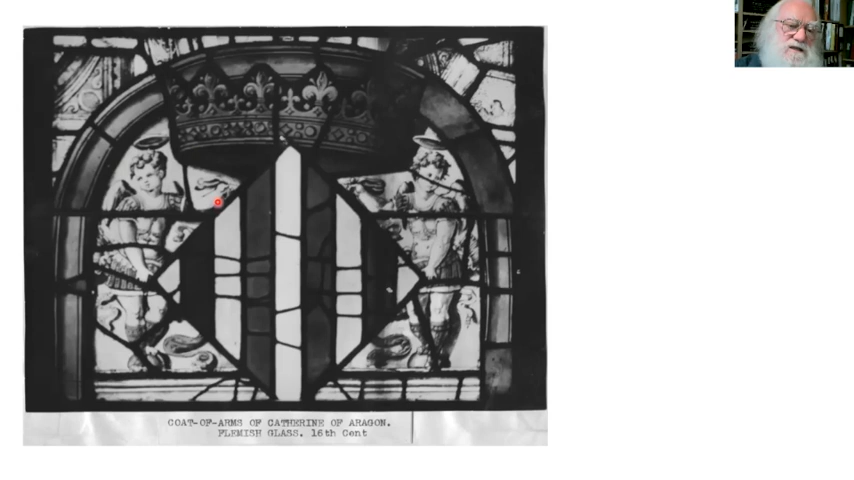 COAT-OF-ARMS OF CATHERINE OF ARAGON.
FLEMISH GLASS. 16th Cent